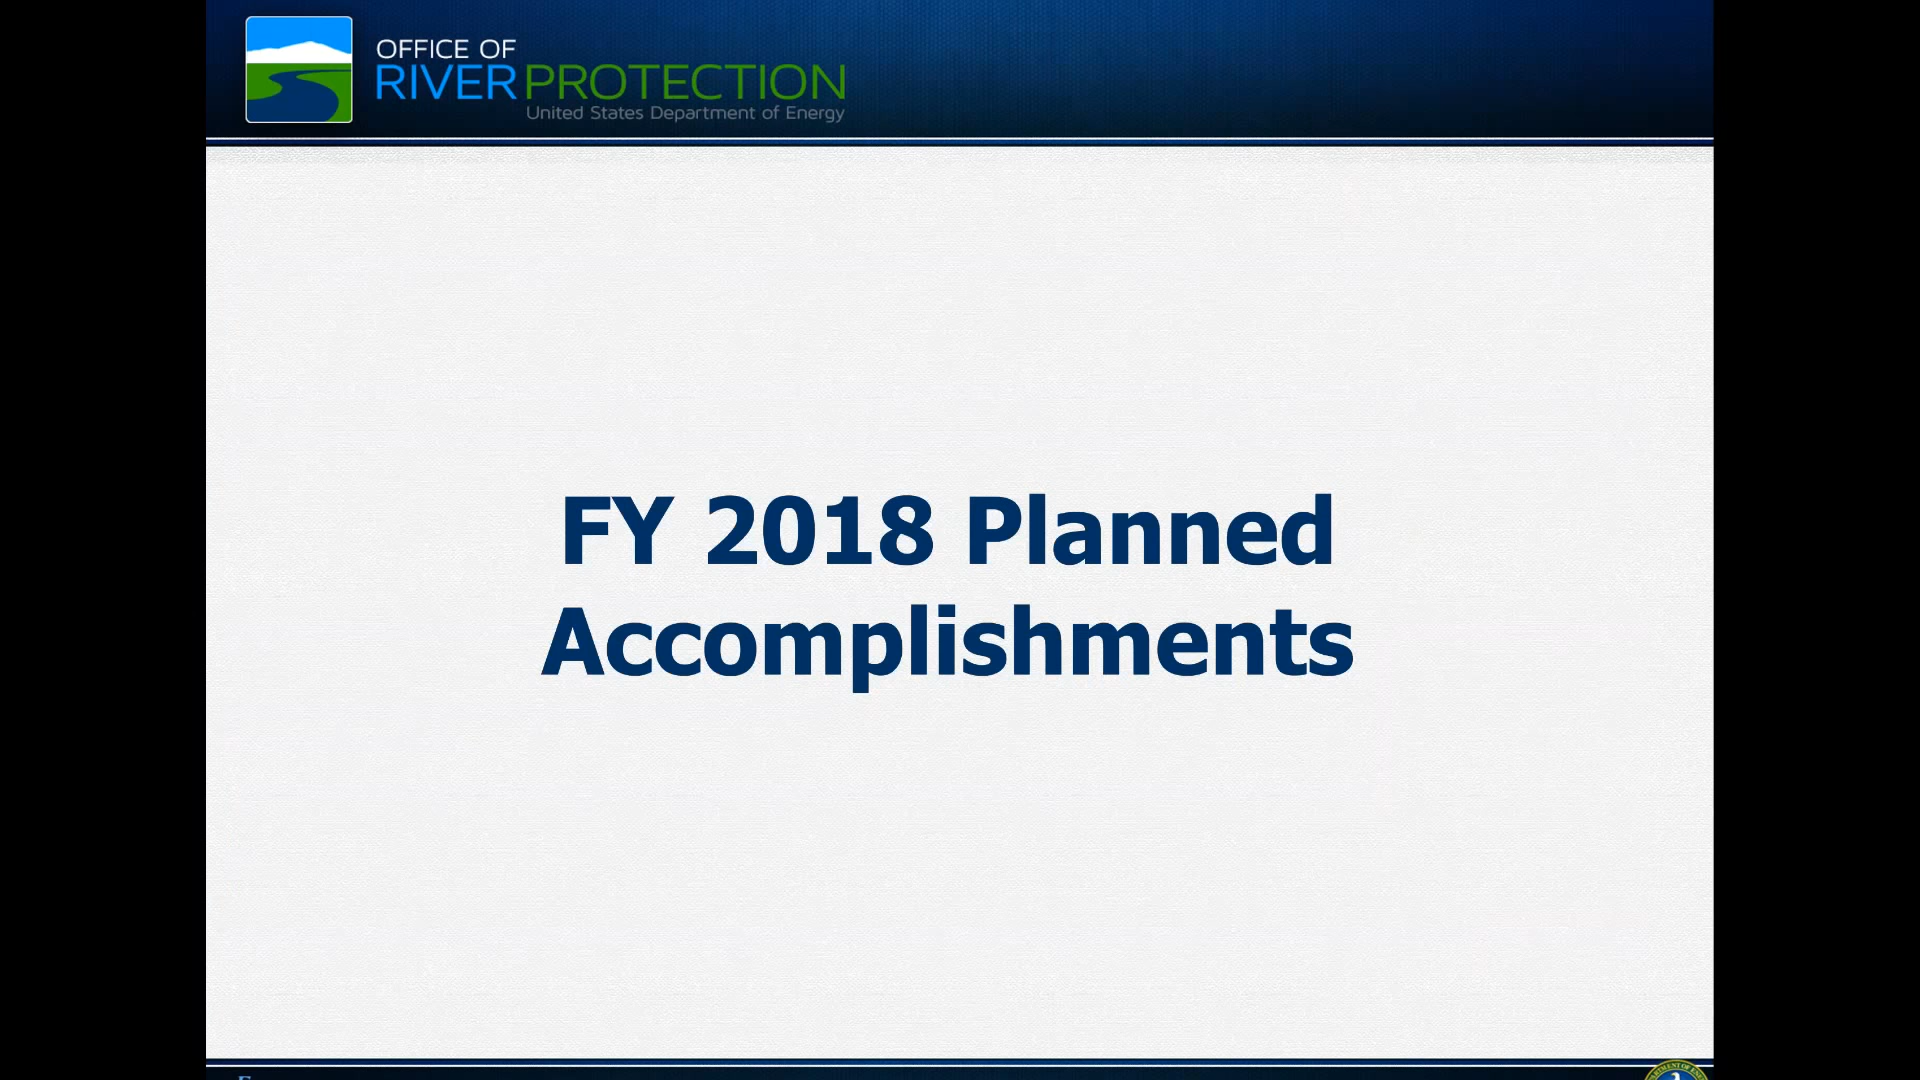 OFFICE OF
RIVER PROTECTION
United States Department of Energy
FY 2018 Planned
Accomplishments